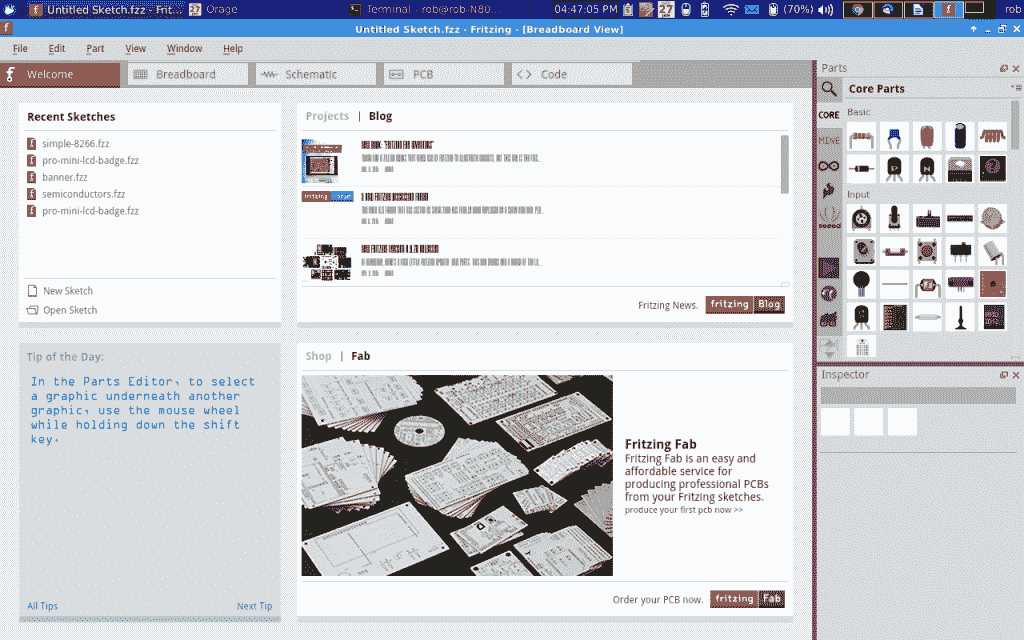 Untitled Sketch.fzz - Frit...
27
Orage
Terminal - rob@rob-N80...
04:47:05 PM
27
(70%)
rob
Untitled Sketch.fzz - Fritzing - [Breadboard View]
File Edit Part View Window Help
Welcome
Breadboard
Schematic
PCB
Code
Recent Sketches
simple-8266.fzz
pro-mini-lcd-badge.fzz
banner.fzz
semiconductors.fzz
pro-mini-lcd-badge.fzz
New Sketch
Open Sketch
Projects | Blog
Fritzing News.
fritzing Blog
Tip of the Day:
In the Parts Editor, to select
a graphic underneath another
graphic, use the mouse wheel
while holding down the shift
key.
All Tips
Next Tip
Shop | Fab
Fritzing Fab
Fritzing Fab is an easy and
affordable service for
producing professional PCBs
from your Fritzing sketches.
produce your first pcb now >>
Order your PCB now.
fritzing Fab
Parts
Core Parts
CORE
MINE
Basic
P
N
Input
Inspector